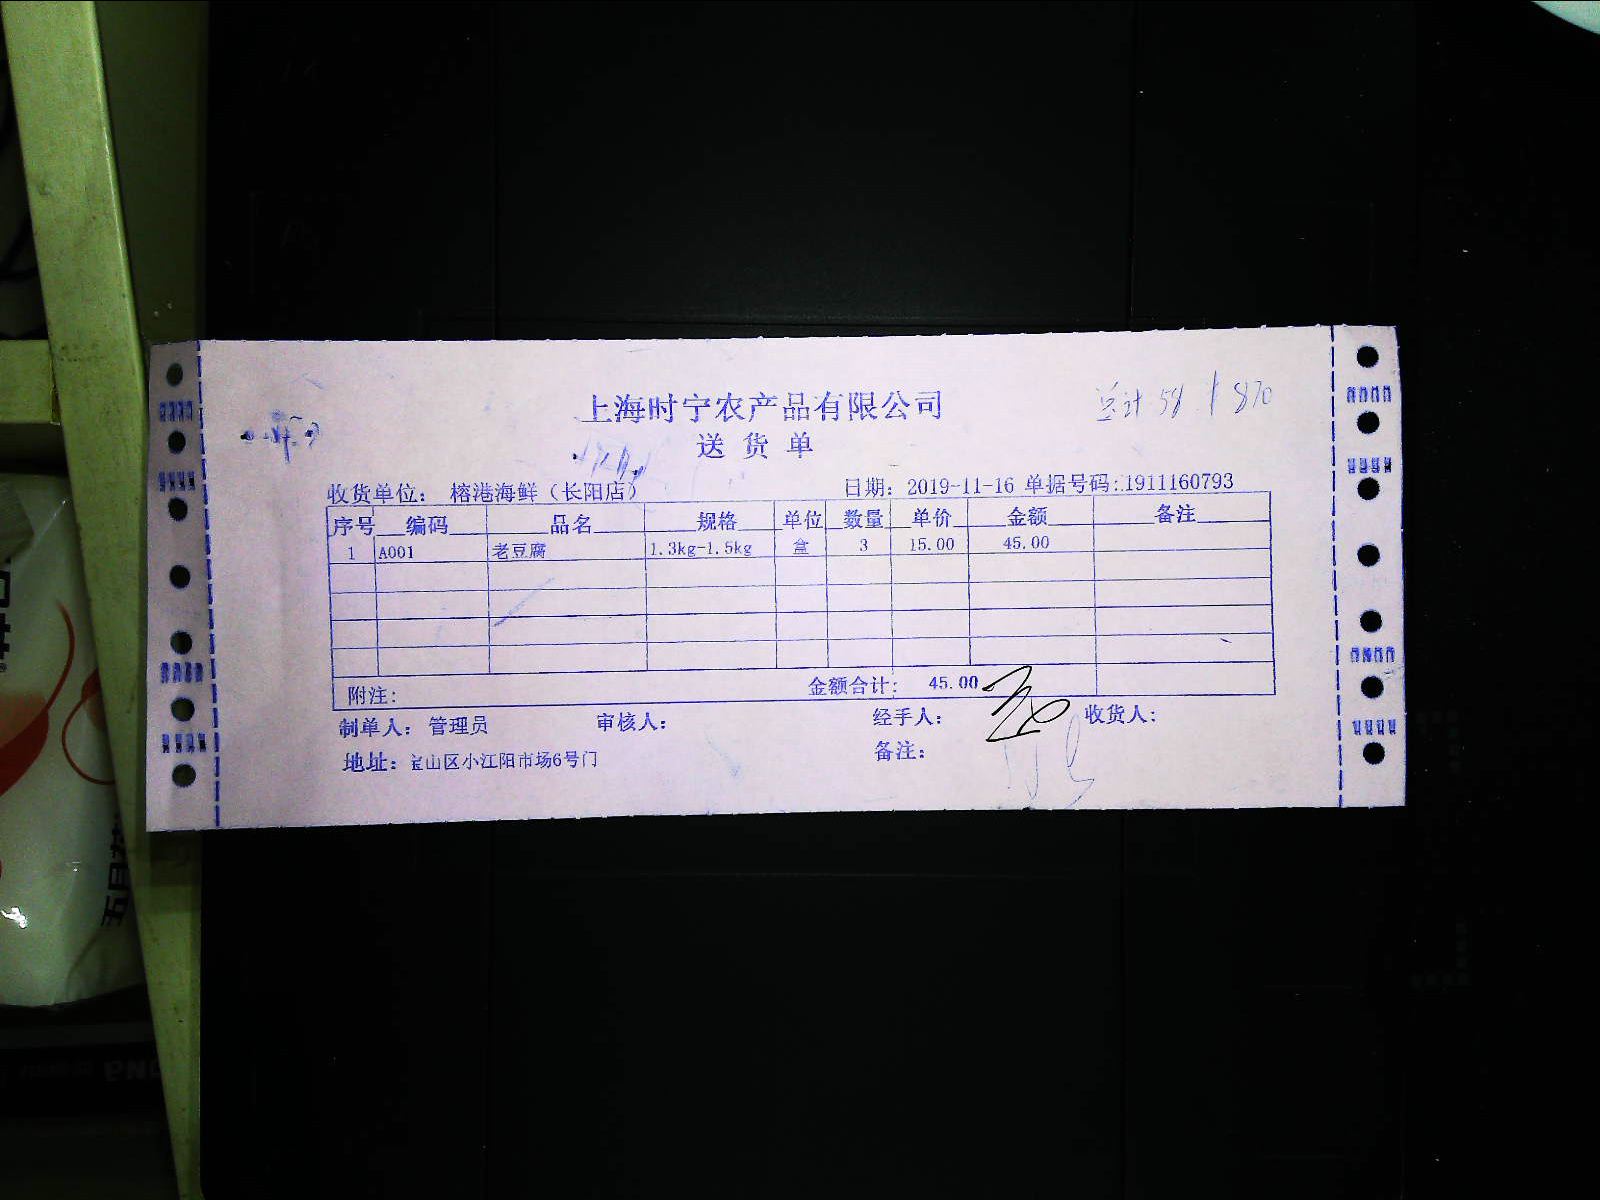 上海时宁农产品有限公司
总计 58 / 870
送货单
收货单位： 榕港海鲜（长阳店） 日期：2019-11-16 单据号码:1911160793
序号 编码 品名 规格 单位 数量 单价 金额 备注
1 A001 老豆腐 1.3kg-1.5kg 盒 3 15.00 45.00
附注： 金额合计： 45.00
制单人： 管理员 审核人： 经手人： 收货人：
地址：宝山区小江阳市场6号门 备注：